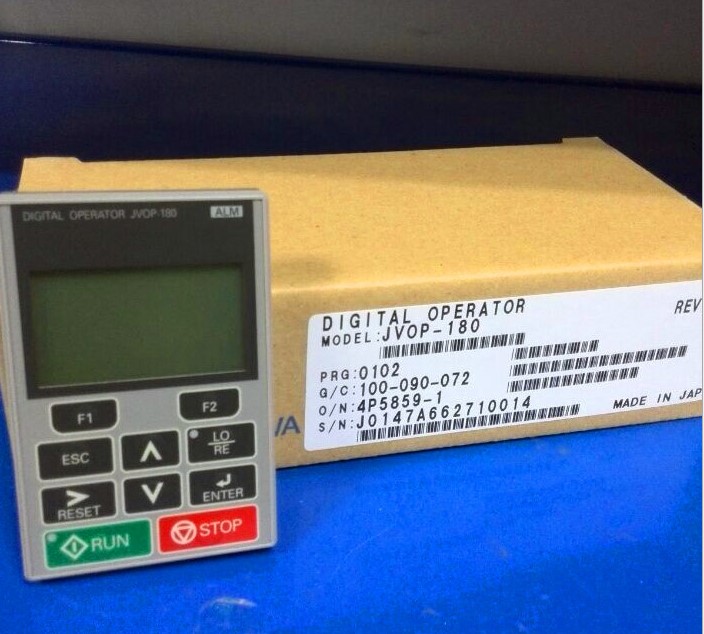 DIGITAL OPERATOR JVOP-180
ALM
F1
F2
ESC
LO
RE
RESET
ENTER
RUN
STOP
DIGITAL OPERATOR
REV
MODEL:JVOP-180
PRG:0102
G/C:100-090-072
O/N:4P5859-1
S/N:J0147A662710014
MADE IN JAP
VA